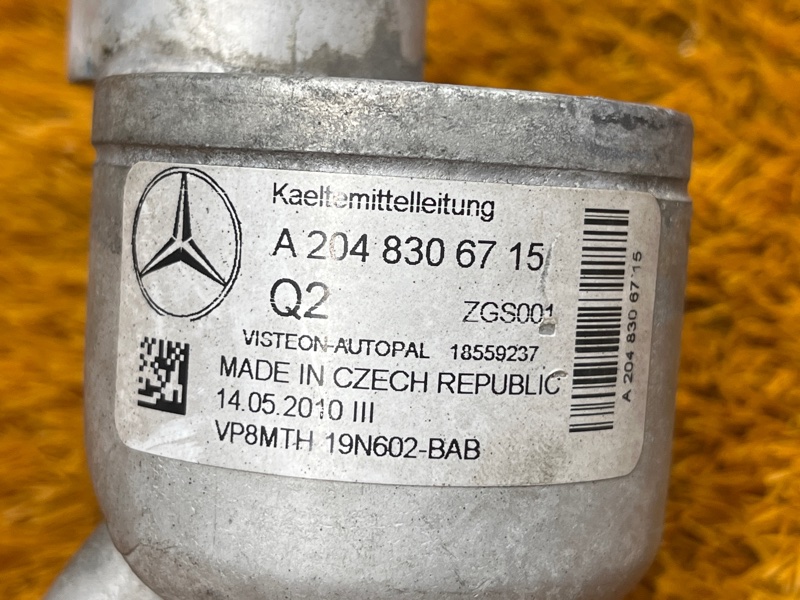 Kaeltemittelleitung
A 204 830 67 15
Q2
ZGS001
VISTEON-AUTOPAL 18559237
MADE IN CZECH REPUBLIC
14.05.2010 III
VP8MTH 19N602-BAB
A 204 830 67 15